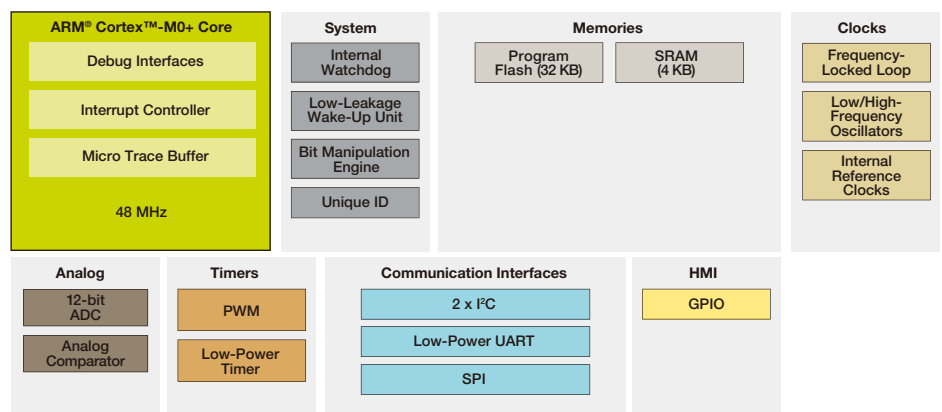 ARM® Cortex™-M0+ Core
Debug Interfaces
Interrupt Controller
Micro Trace Buffer
48 MHz
System
Internal
Watchdog
Low-Leakage
Wake-Up Unit
Bit Manipulation
Engine
Unique ID
Memories
Program
Flash (32 KB)
SRAM
(4 KB)
Clocks
Frequency-
Locked Loop
Low/High-
Frequency
Oscillators
Internal
Reference
Clocks
Analog
12-bit
ADC
Analog
Comparator
Timers
PWM
Low-Power
Timer
Communication Interfaces
2 x I²C
Low-Power UART
SPI
HMI
GPIO